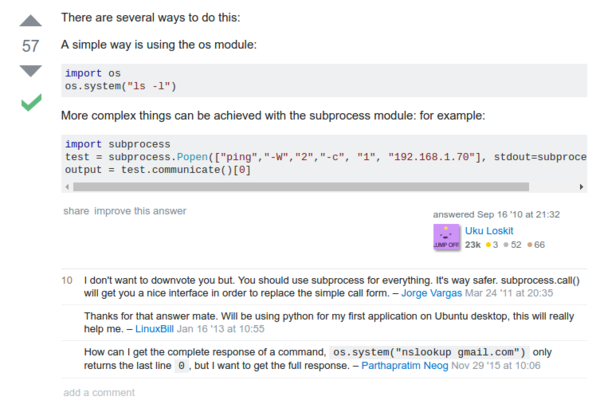 There are several ways to do this:
57
A simple way is using the os module:
import os
os.system("ls -l")
More complex things can be achieved with the subprocess module: for example:
import subprocess
test = subprocess.Popen(["ping","-W","2","-c", "1", "192.168.1.70"], stdout=subproce
output = test.communicate()[0]
share improve this answer
answered Sep 16 '10 at 21:32
JUMP OFF
Uku Loskit
23k 3 52 66
10 I don't want to downvote you but. You should use subprocess for everything. It's way safer. subprocess.call()
will get you a nice interface in order to replace the simple call form. – Jorge Vargas Mar 24 '11 at 20:35
Thanks for that answer mate. Will be using python for my first application on Ubuntu desktop, this will really
help me. – LinuxBill Jan 16 '13 at 10:55
How can I get the complete response of a command, os.system("nslookup gmail.com") only
returns the last line 0, but I want to get the full response. – Parthapratim Neog Nov 29 '15 at 10:06
add a comment